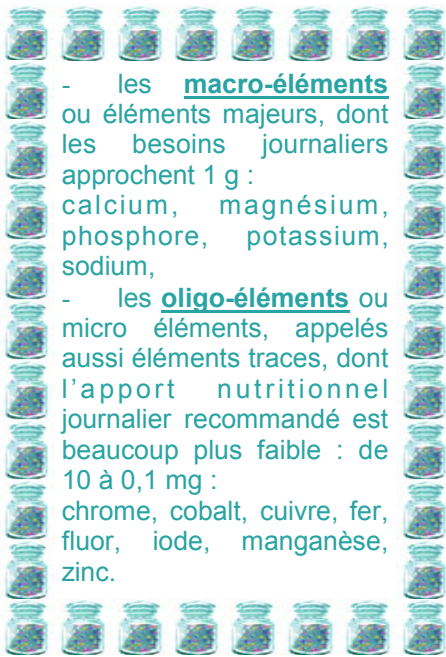 - les macro-éléments
ou éléments majeurs, dont
les besoins journaliers
approchent 1 g :
calcium, magnésium,
phosphore, potassium,
sodium,
- les oligo-éléments ou
micro éléments, appelés
aussi éléments traces, dont
l'apport nutritionnel
journalier recommandé est
beaucoup plus faible : de
10 à 0,1 mg :
chrome, cobalt, cuivre, fer,
fluor, iode, manganèse,
zinc.